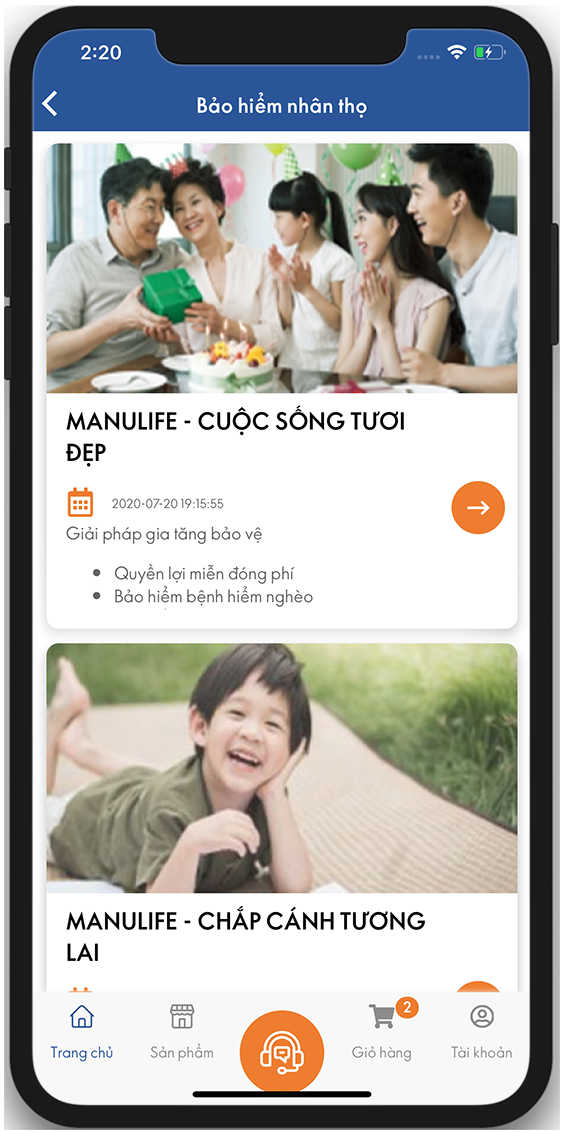 2:20
Bảo hiểm nhân thọ
MANULIFE - CUỘC SỐNG TƯƠI
ĐẸP
2020-07-20 19:15:55
Giải pháp gia tăng bảo vệ
Quyền lợi miễn đóng phí
Bảo hiểm bệnh hiểm nghèo
MANULIFE - CHẮP CÁNH TƯƠNG
LAI
2
Trang chủ
Sản phẩm
Giỏ hàng
Tài khoản